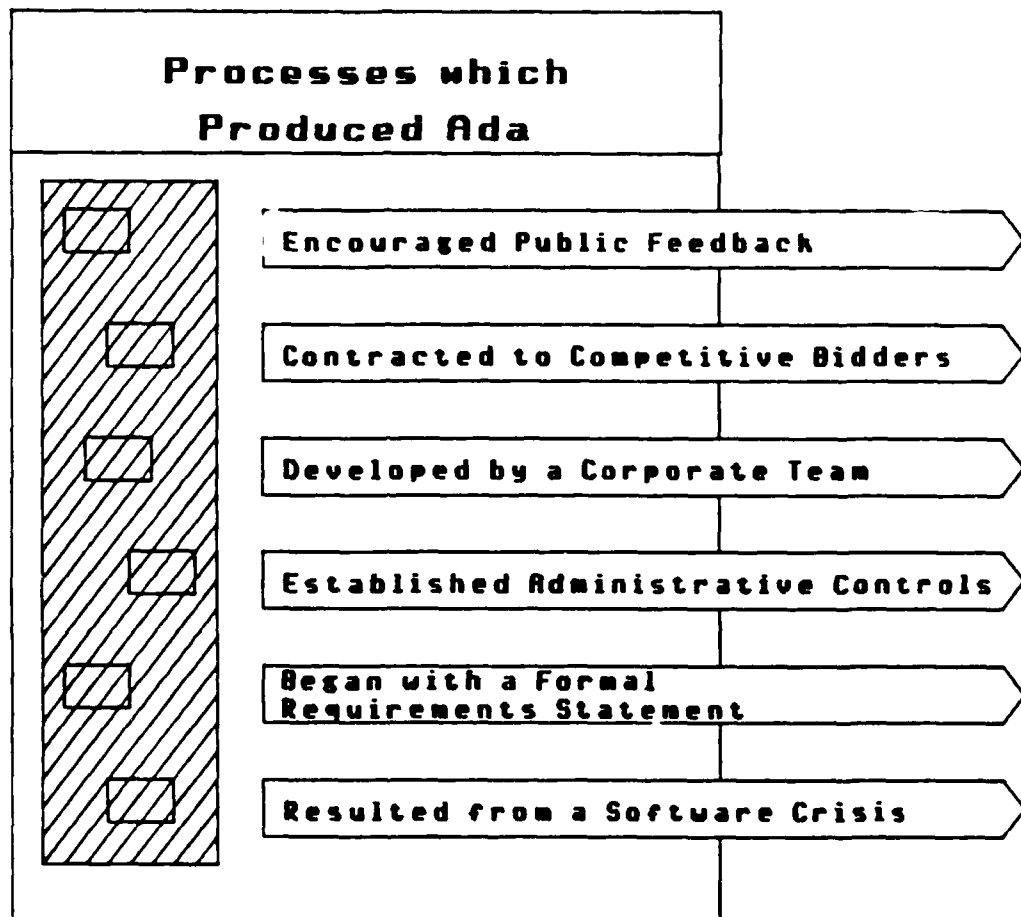 Processes which
Produced Ada
Encouraged Public Feedback
Contracted to Competitive Bidders
Developed by a Corporate Team
Established Administrative Controls
Began with a Formal
Requirements Statement
Resulted from a Software Crisis